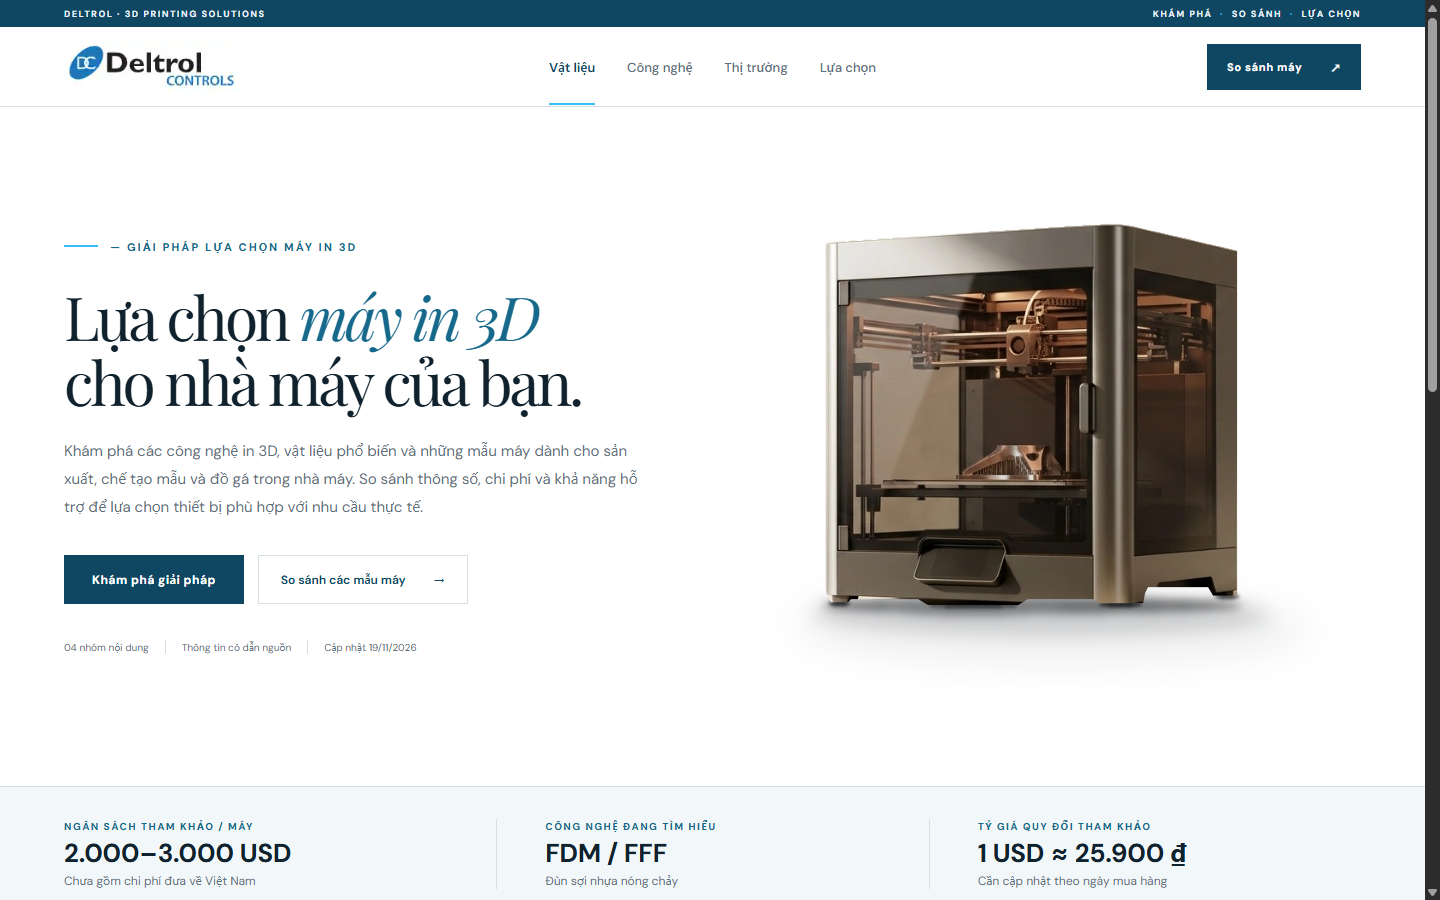 DELTROL · 3D PRINTING SOLUTIONS
KHÁM PHÁ · SO SÁNH · LỰA CHỌN
DC Deltrol
CONTROLS
Vật liệu
Công nghệ
Thị trường
Lựa chọn
So sánh máy ↗
— GIẢI PHÁP LỰA CHỌN MÁY IN 3D
Lựa chọn máy in 3D
cho nhà máy của bạn.
Khám phá các công nghệ in 3D, vật liệu phổ biến và những mẫu máy dành cho sản
xuất, chế tạo mẫu và đồ gá trong nhà máy. So sánh thông số, chi phí và khả năng hỗ
trợ để lựa chọn thiết bị phù hợp với nhu cầu thực tế.
Khám phá giải pháp
So sánh các mẫu máy →
04 nhóm nội dung
Thông tin có dẫn nguồn
Cập nhật 19/11/2026
NGÂN SÁCH THAM KHẢO / MÁY
2.000–3.000 USD
Chưa gồm chi phí đưa về Việt Nam
CÔNG NGHỆ ĐANG TÌM HIỂU
FDM / FFF
Đùn sợi nhựa nóng chảy
TỶ GIÁ QUY ĐỔI THAM KHẢO
1 USD ≈ 25.900 ₫
Cần cập nhật theo ngày mua hàng